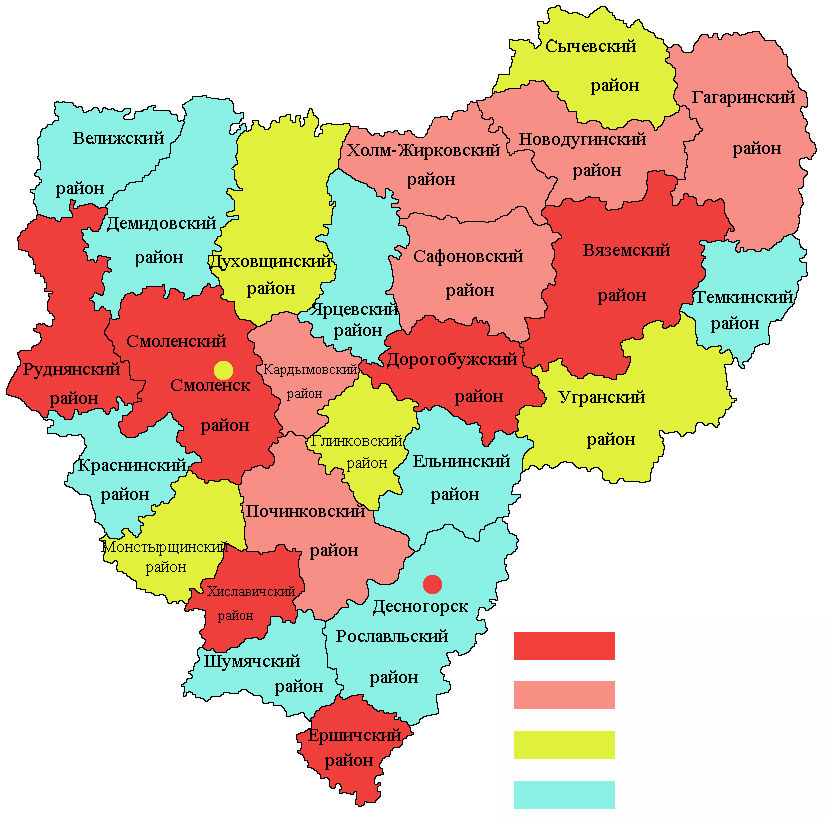 Сычевский
район
Гагаринский
район
Новодугинский
район
Холм-Жирковский
район
Велижский
район
Демидовский
район
Духовщинский
район
Ярцевский
район
Сафоновский
район
Вяземский
район
Темкинский
район
Смоленский
Смоленск
район
Руднянский
район
Кардымовский
район
Дорогобужский
район
Угранский
район
Глинковский
район
Ельнинский
район
Краснинский
район
Починковский
район
Монстырщинский
район
Хиславичский
район
Десногорск
Рославльский
район
Шумячский
район
Ершичский
район